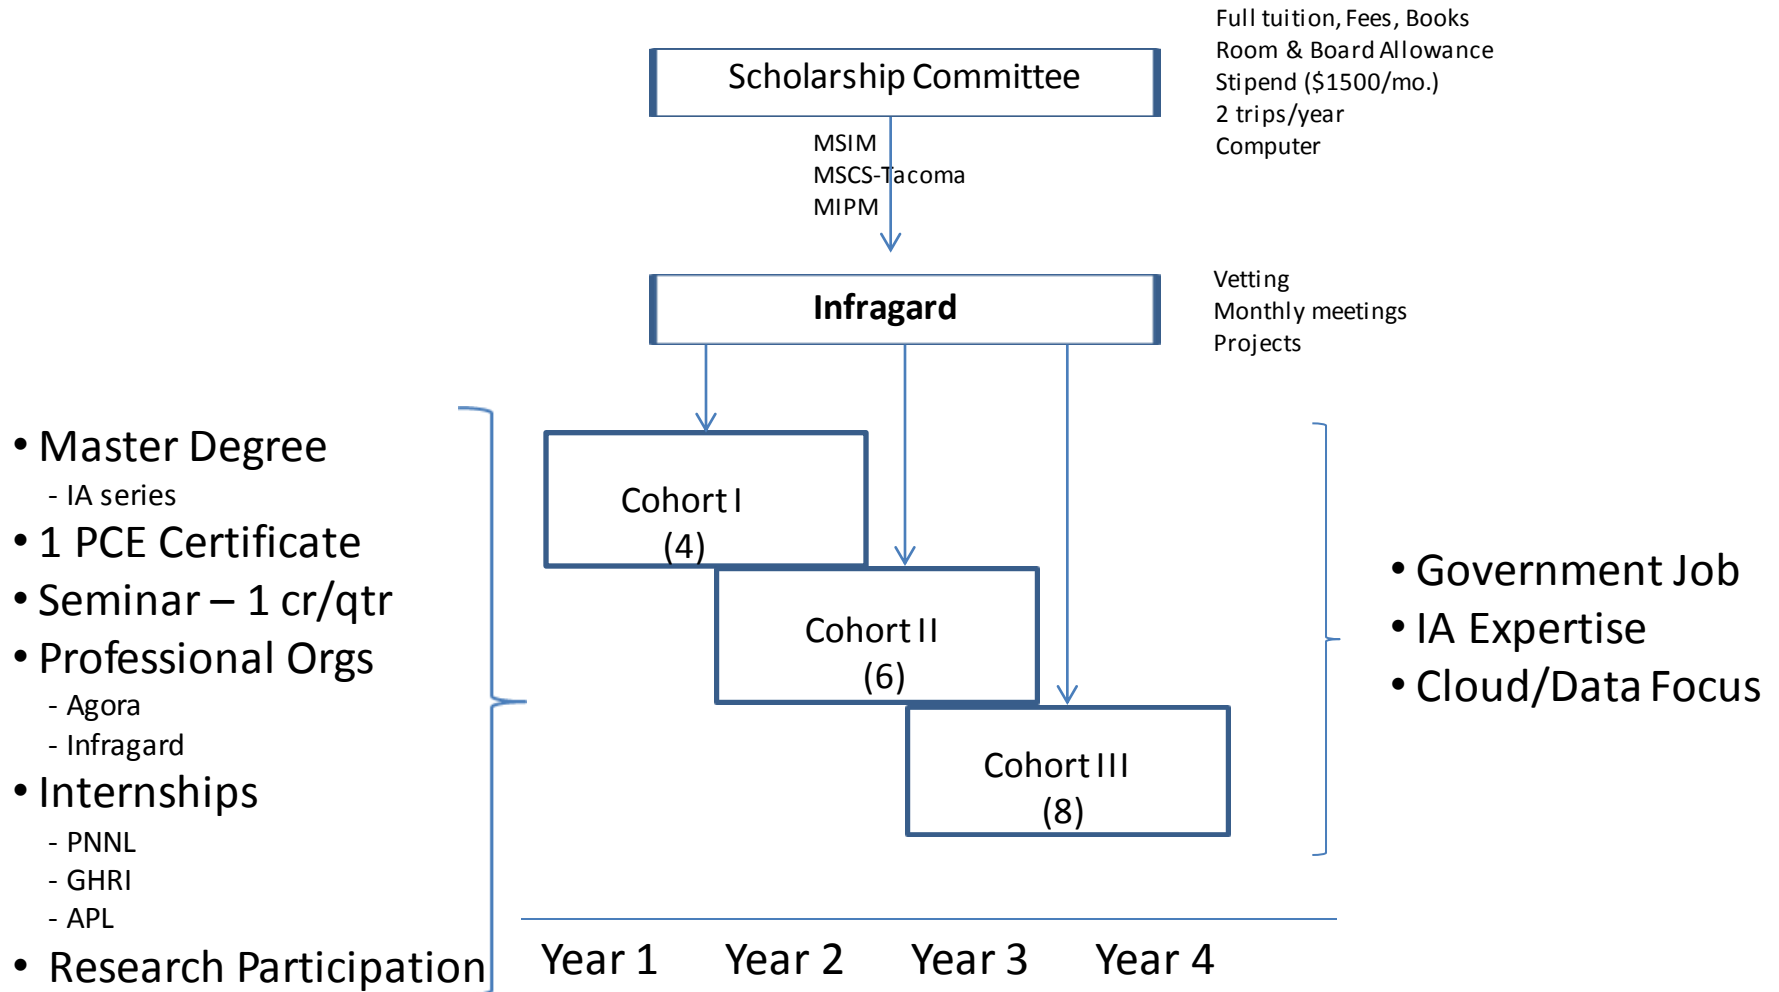 Full tuition, Fees, Books
Room & Board Allowance
Stipend ($1500/mo.)
2 trips/year
Computer
Scholarship Committee
MSIM
MSCS-Tacoma
MIPM
Infragard
Vetting
Monthly meetings
Projects
• Master Degree
- IA series
• 1 PCE Certificate
• Seminar – 1 cr/qtr
• Professional Orgs
- Agora
- Infragard
• Internships
- PNNL
- GHRI
- APL
• Research Participation
Cohort I
(4)
Cohort II
(6)
Cohort III
(8)
• Government Job
• IA Expertise
• Cloud/Data Focus
Year 1 Year 2 Year 3 Year 4